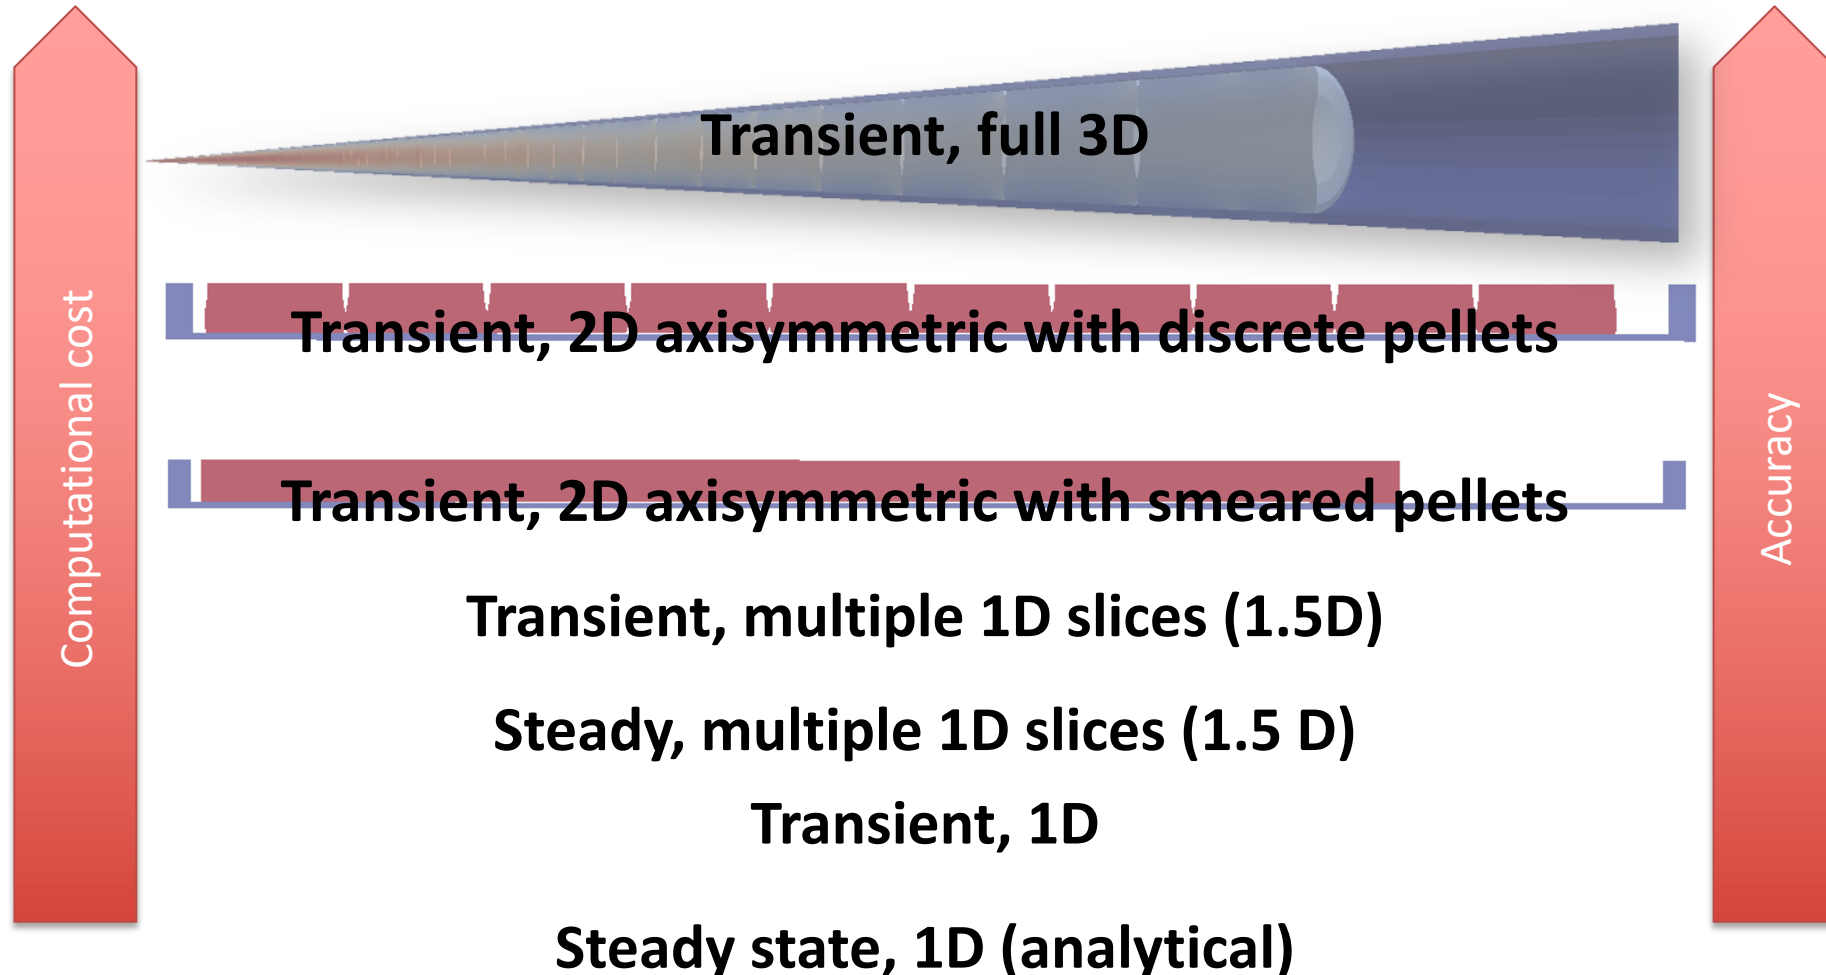 Transient, full 3D
Computational cost
Transient, 2D axisymmetric with discrete pellets
Accuracy
Transient, 2D axisymmetric with smeared pellets
Transient, multiple 1D slices (1.5D)
Steady, multiple 1D slices (1.5 D)
Transient, 1D
Steady state, 1D (analytical)